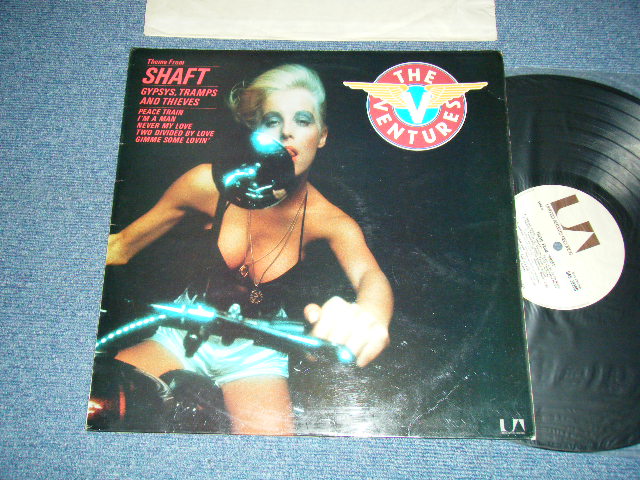 Theme From
SHAFT
GYPSYS, TRAMPS
AND THIEVES
PEACE TRAIN
I'M A MAN
NEVER MY LOVE
TWO DIVIDED BY LOVE
GIMME SOME LOVIN'
THE
V
VENTURES
UA
UA